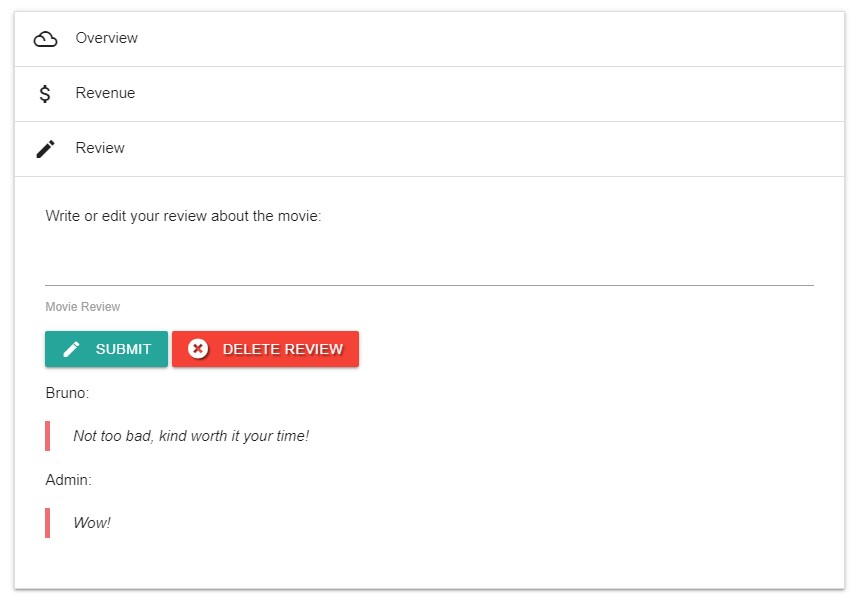 Overview
Revenue
Review
Write or edit your review about the movie:
Movie Review
SUBMIT DELETE REVIEW
Bruno:
Not too bad, kind worth it your time!
Admin:
Wow!